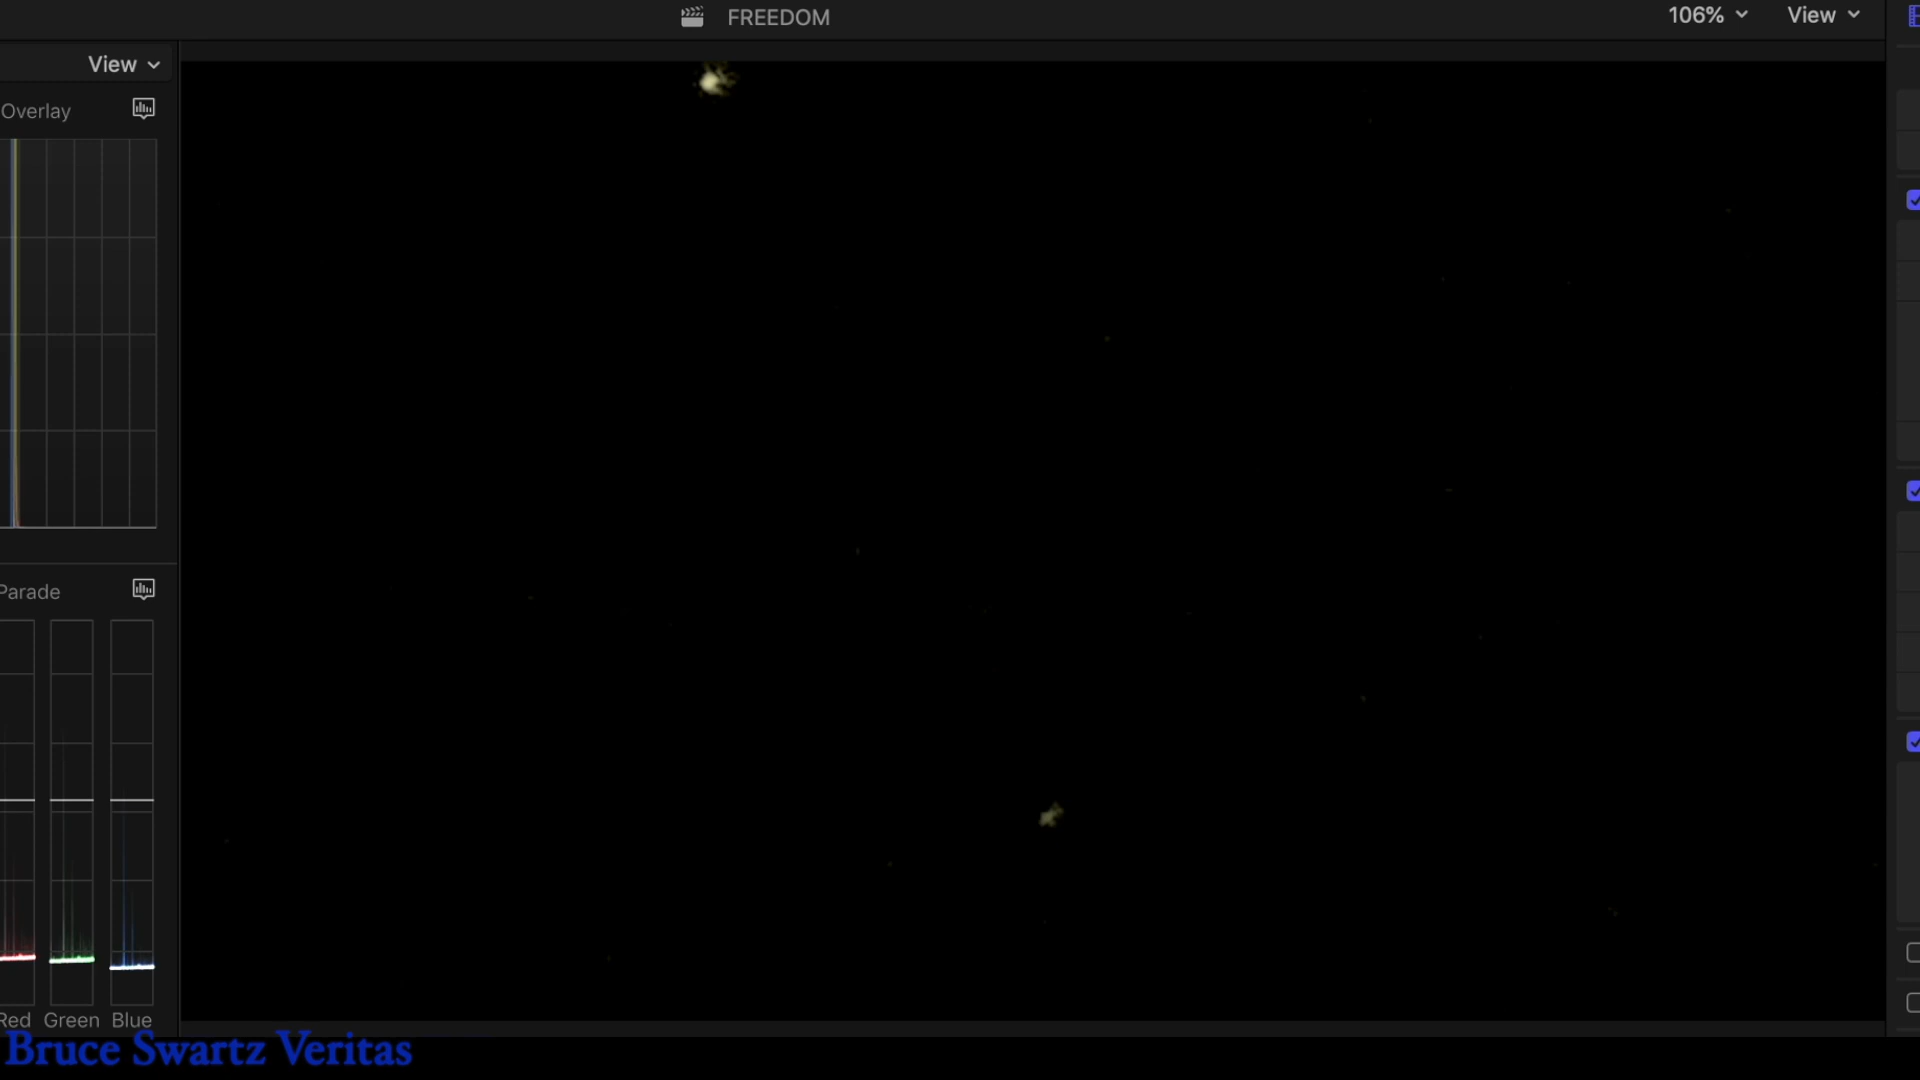 FREEDOM
106%
View
View
Overlay
Parade
Red Green Blue
Bruce Swartz Veritas